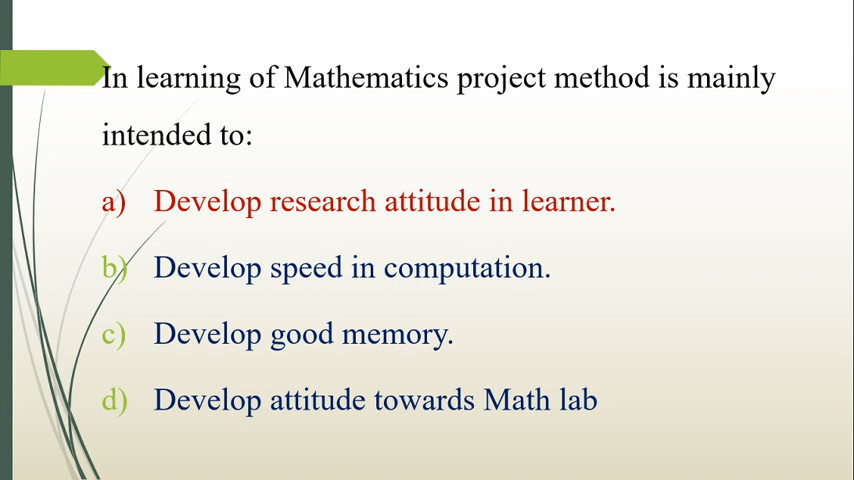 In learning of Mathematics project method is mainly
intended to:
a) Develop research attitude in learner.
b) Develop speed in computation.
c) Develop good memory.
d) Develop attitude towards Math lab